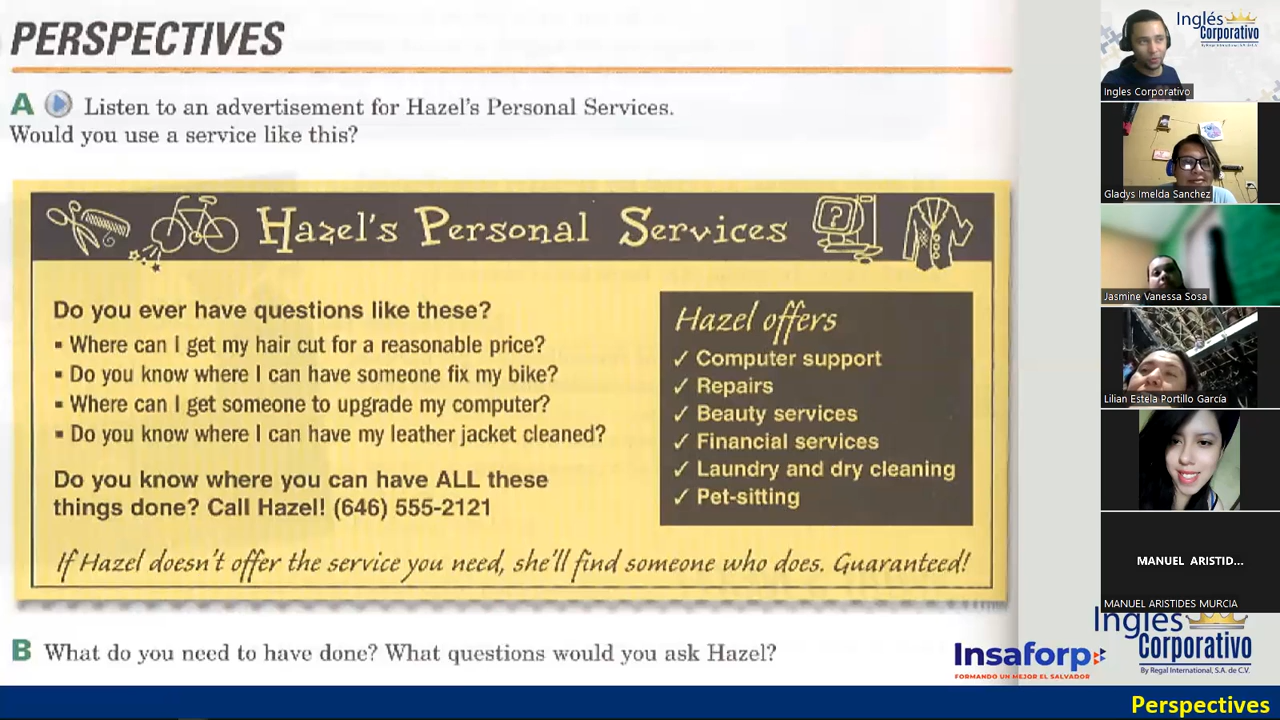 PERSPECTIVES
A Listen to an advertisement for Hazel's Personal Services.
Would you use a service like this?
Hazel's Personal Services
Do you ever have questions like these?
▪ Where can I get my hair cut for a reasonable price?
▪ Do you know where I can have someone fix my bike?
▪ Where can I get someone to upgrade my computer?
▪ Do you know where I can have my leather jacket cleaned?
Do you know where you can have ALL these
things done? Call Hazel! (646) 555-2121
Hazel offers
✓ Computer support
✓ Repairs
✓ Beauty services
✓ Financial services
✓ Laundry and dry cleaning
✓ Pet-sitting
If Hazel doesn't offer the service you need, she'll find someone who does. Guaranteed!
B What do you need to have done? What questions would you ask Hazel?
Insaforp
FORMANDO UN MEJOR EL SALVADOR
Inglés
Corporativo
By Regal International, S.A. de C.V.
Perspectives
Inglés
Corporativo
By Regal International, S.A. de C.V.
Ingles Corporativo
Gladys Imelda Sanchez
Jasmine Vanessa Sosa
Lilian Estela Portillo García
MANUEL ARISTID...
MANUEL ARISTIDES MURCIA